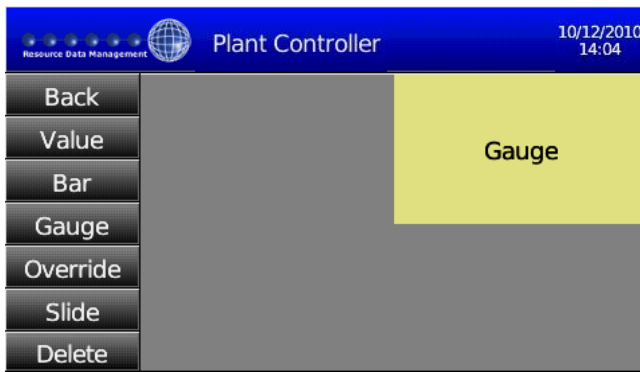 Resource Data Management
Plant Controller
10/12/2010
14:04
Back
Value
Bar
Gauge
Override
Slide
Delete
Gauge